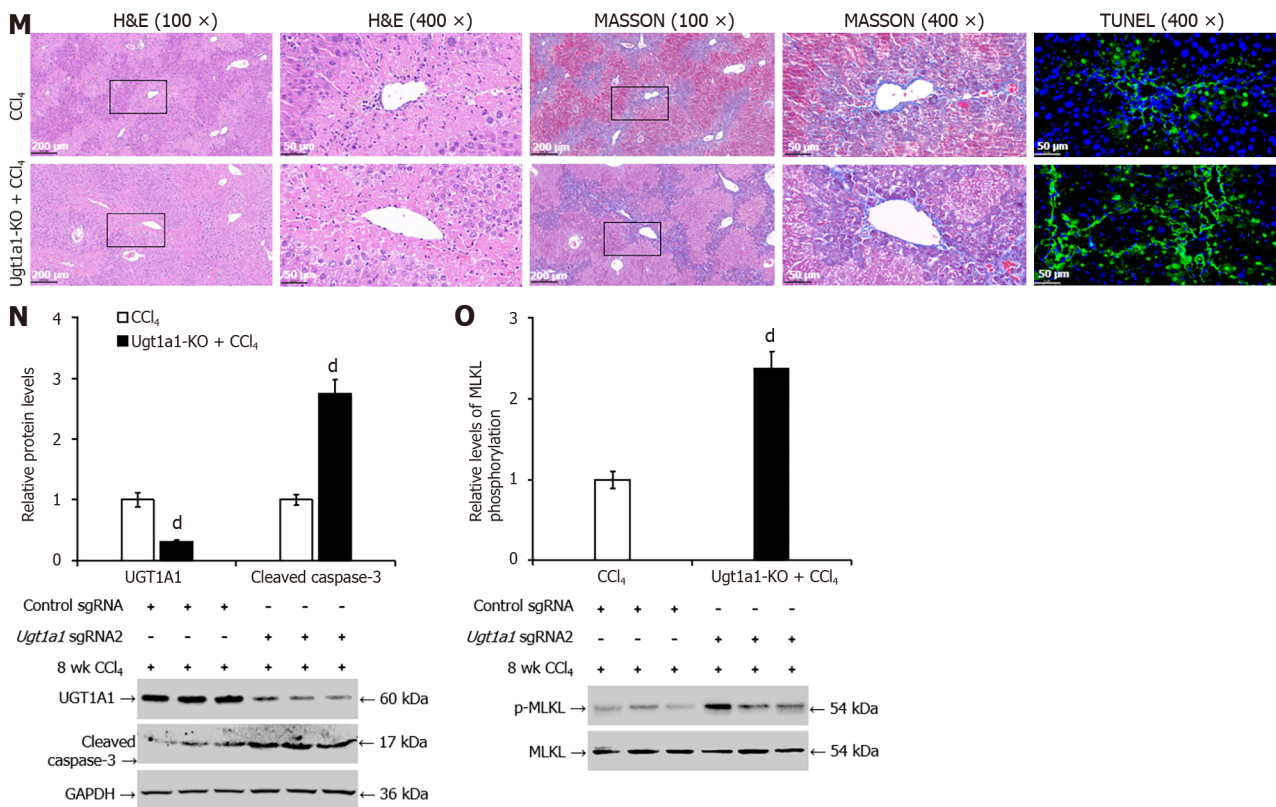 M
H&E (100 ×) H&E (400 ×) MASSON (100 ×) MASSON (400 ×) TUNEL (400 ×)
CCl₄
200 μm 50 μm 200 μm 50 μm 50 μm
Ugt1a1-KO + CCl₄
200 μm 50 μm 200 μm 50 μm 50 μm
N
Relative protein levels
4
3
2
1
0
CCl₄
Ugt1a1-KO + CCl₄
d
d
UGT1A1 Cleaved caspase-3
Control sgRNA + + + - - -
Ugt1a1 sgRNA2 - - - + + +
8 wk CCl₄ + + + + + +
UGT1A1 → ← 60 kDa
Cleaved ← 17 kDa
caspase-3 →
GAPDH → ← 36 kDa
O
Relative levels of MLKL
phosphorylation
3
2
1
0
d
CCl₄ Ugt1a1-KO + CCl₄
Control sgRNA + + + - - -
Ugt1a1 sgRNA2 - - - + + +
8 wk CCl₄ + + + + + +
p-MLKL → ← 54 kDa
MLKL → ← 54 kDa